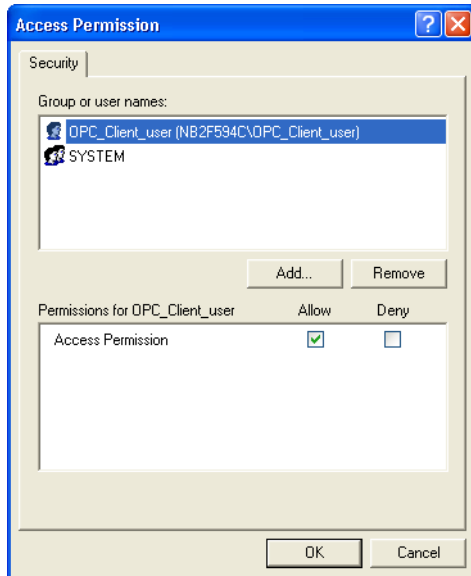 Access Permission
Security
Group or user names:
OPC_Client_user (NB2F594C\OPC_Client_user)
SYSTEM
Add... Remove
Permissions for OPC_Client_user Allow Deny
Access Permission
OK Cancel